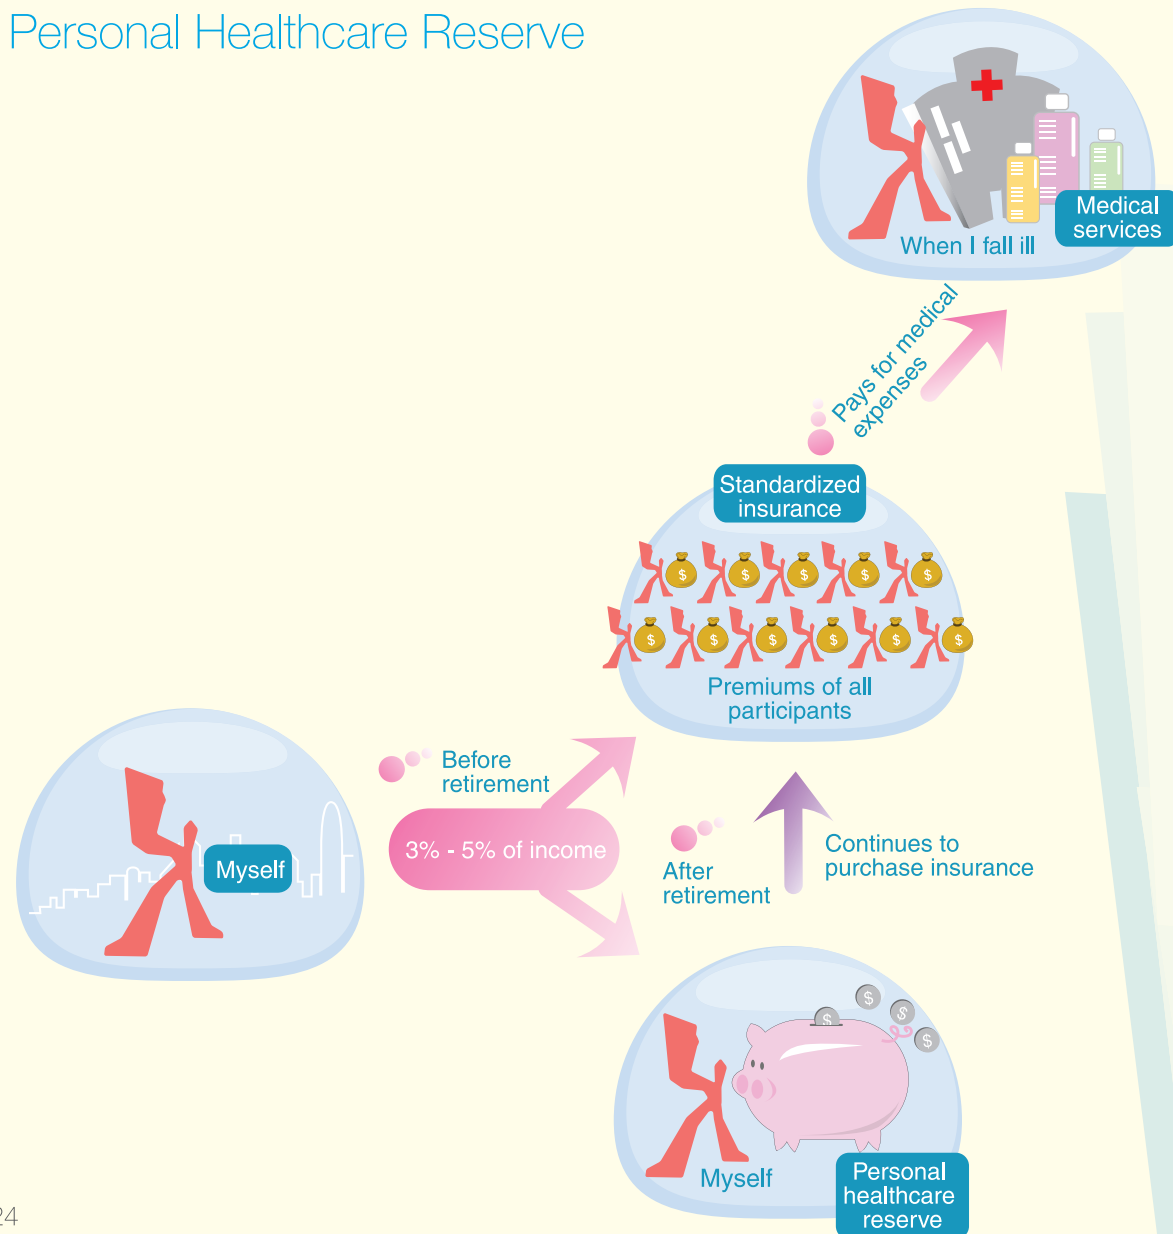 Personal Healthcare Reserve
Medical
services
When I fall ill
Pays for medical
expenses
Standardized
insurance
$ $ $ $ $
$ $ $ $ $ $
Premiums of all
participants
Before
retirement
3% - 5% of income
Myself
After
retirement
Continues to
purchase insurance
$ $ $ $
Myself
Personal
healthcare
reserve
24